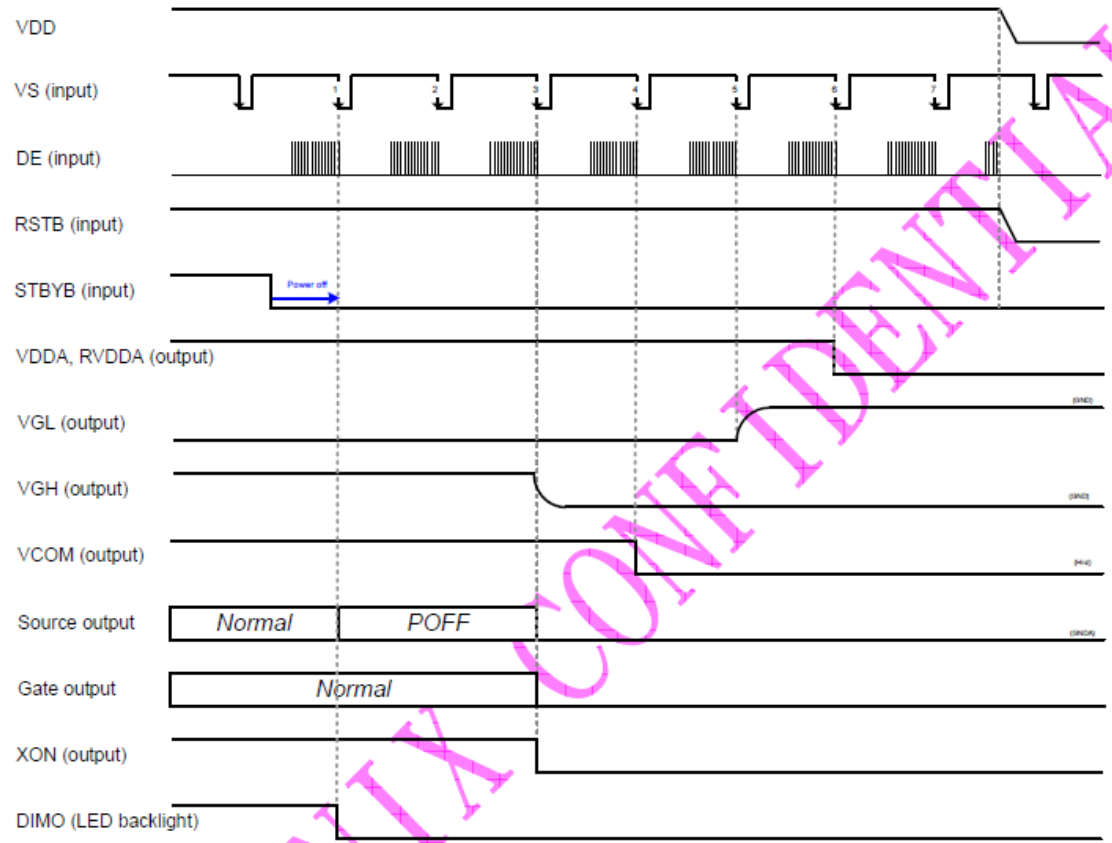 VDD
VS (input)
1 2 3 4 5 6 7
DE (input)
RSTB (input)
STBYB (input)
Power off
VDDA, RVDDA (output)
VGL (output)
(GND)
VGH (output)
(GND)
VCOM (output)
(Hi-z)
Source output
Normal
POFF
(GNDA)
Gate output
Normal
XON (output)
DIMO (LED backlight)
NIX CONFIDENTIA